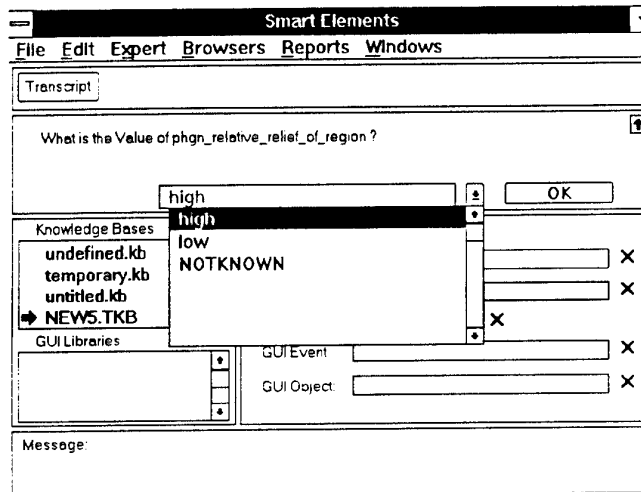 Smart Elements
File Edit Expert Browsers Reports Windows
Transcript
What is the Value of phgn_relative_relief_of_region ?
high
OK
high
low
NOTKNOWN
Knowledge Bases
undefined.kb
temporary.kb
untitled.kb
NEW5.TKB
GUI Libraries
GUI Event
GUI Object:
Message: